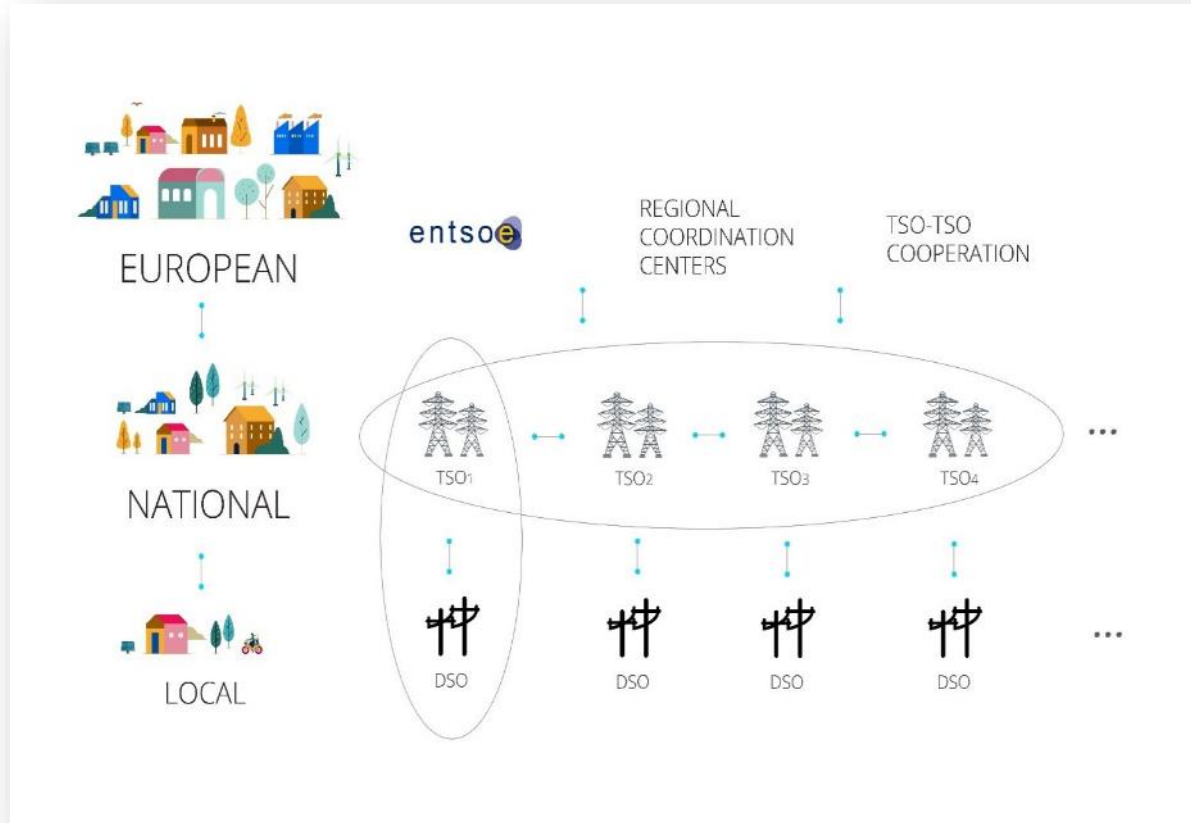 entsoe
REGIONAL
COORDINATION
CENTERS
TSO-TSO
COOPERATION
EUROPEAN
TSO1
TSO2
TSO3
TSO4
...
NATIONAL
DSO
DSO
DSO
DSO
...
LOCAL